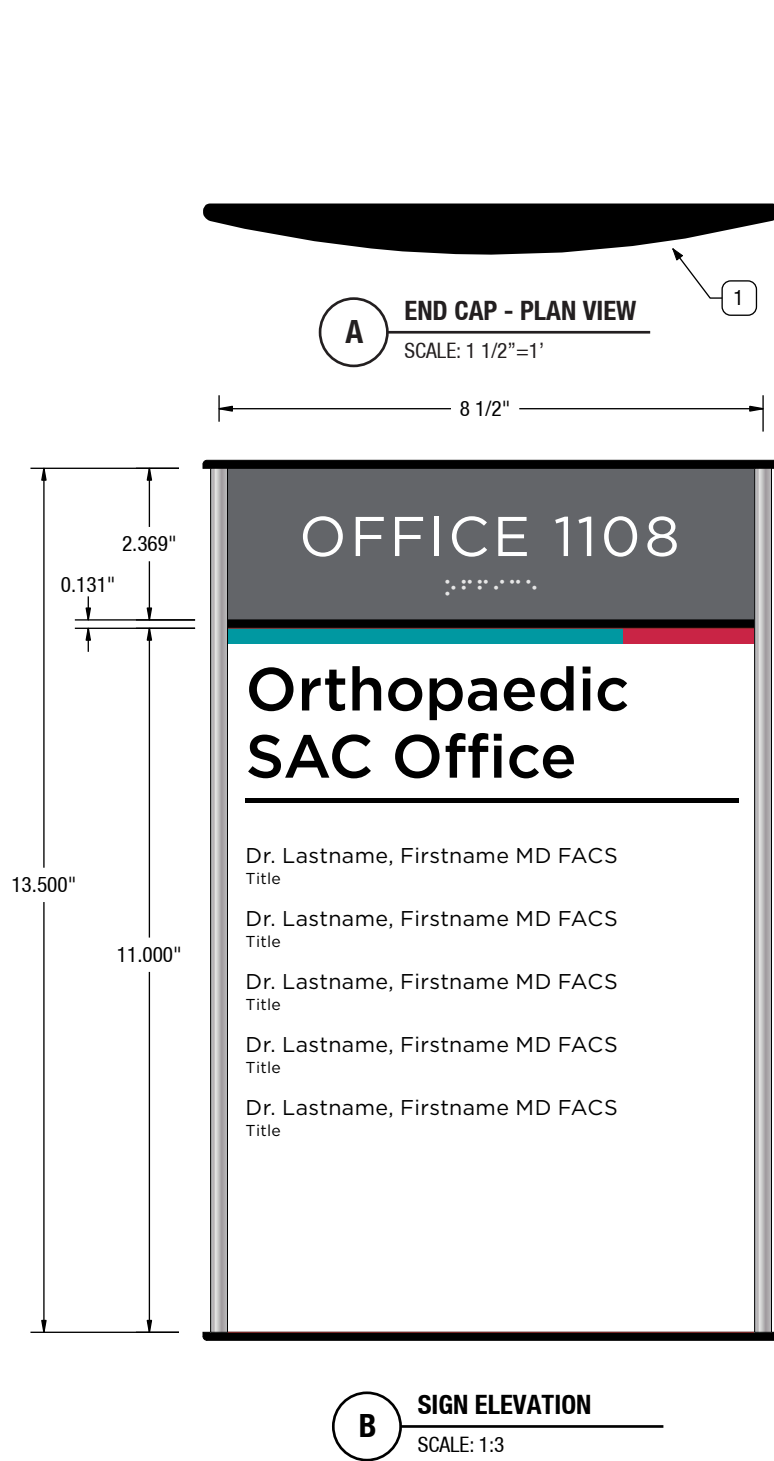 1
A
END CAP - PLAN VIEW
SCALE: 1 1/2”=1’
8 1/2"
2.369"
0.131"
13.500"
11.000"
OFFICE 1108
Orthopaedic
SAC Office
Dr. Lastname, Firstname MD FACS
Title
Dr. Lastname, Firstname MD FACS
Title
Dr. Lastname, Firstname MD FACS
Title
Dr. Lastname, Firstname MD FACS
Title
Dr. Lastname, Firstname MD FACS
Title
B
SIGN ELEVATION
SCALE: 1:3